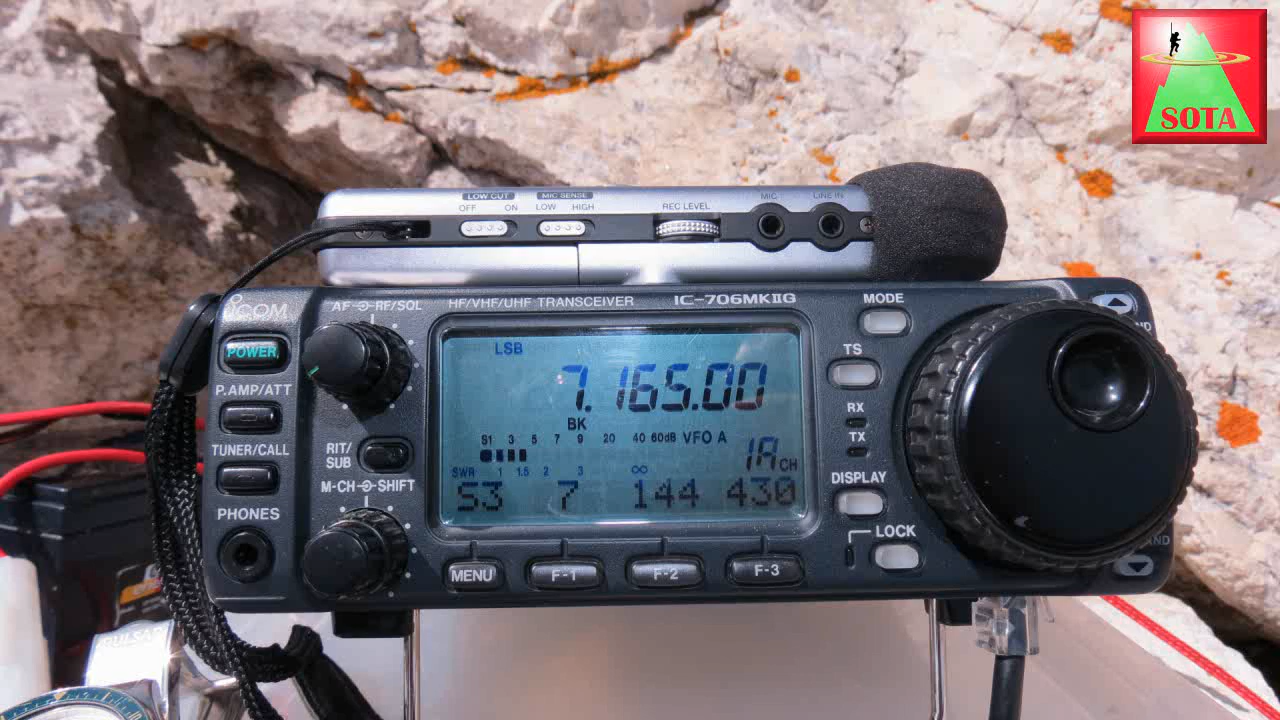 SOTA
LOW CUT MIC SENSE
OFF ON LOW HIGH REC LEVEL MIC LINE IN
ICOM AF RF/SQL HF/VHF/UHF TRANSCEIVER IC-706MKIIG MODE
POWER
LSB
TS
7.165.00
P.AMP/ATT
BK
RX
S1 3 5 7 9 20 40 60dB VFO A
TX
TUNER/CALL RIT/
SUB
1A CH
SWR 1 1.5 2 3 ∞
DISPLAY
M-CH SHIFT
S3 7 144 430
PHONES
LOCK
MENU F-1 F-2 F-3
PULSAR